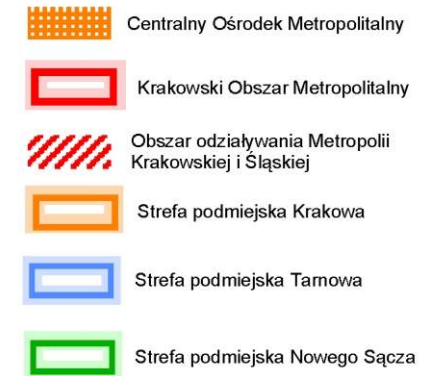 Centralny Ośrodek Metropolitalny
Krakowski Obszar Metropolitalny
Obszar odziaływania Metropolii
Krakowskiej i Śląskiej
Strefa podmiejska Krakowa
Strefa podmiejska Tarnowa
Strefa podmiejska Nowego Sącza